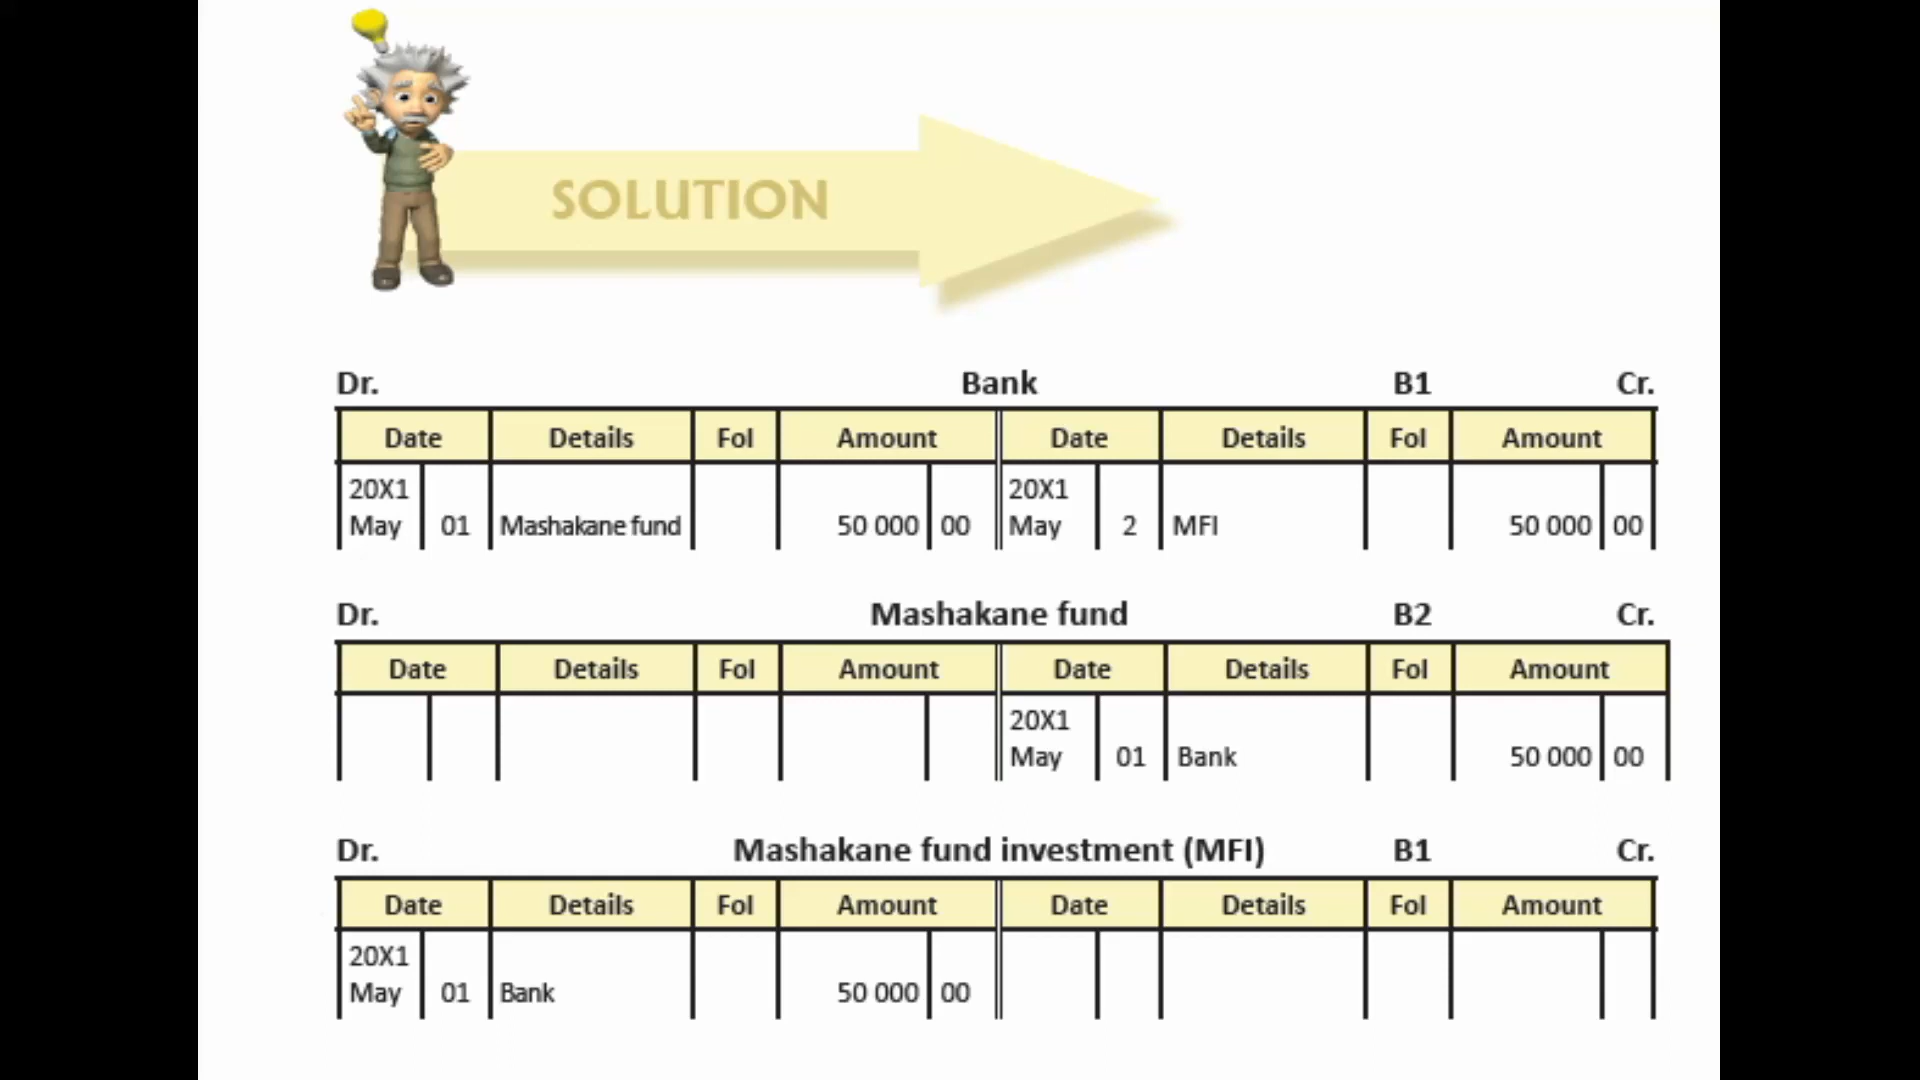 SOLUTION
Dr. Bank B1 Cr.
Date Details Fol Amount Date Details Fol Amount
20X1 20X1
May 01 Mashakane fund 50 000 00 May 2 MFI 50 000 00
Dr. Mashakane fund B2 Cr.
Date Details Fol Amount Date Details Fol Amount
20X1
May 01 Bank 50 000 00
Dr. Mashakane fund investment (MFI) B1 Cr.
Date Details Fol Amount Date Details Fol Amount
20X1
May 01 Bank 50 000 00